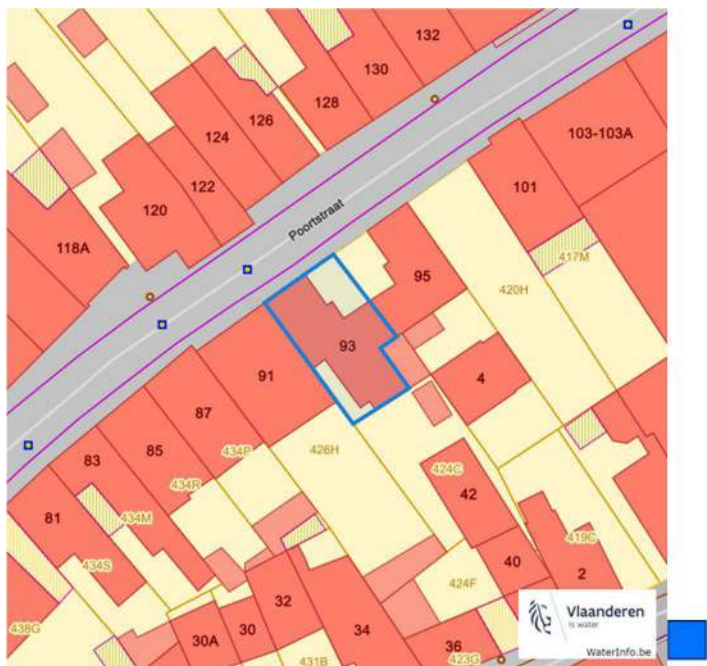 132
130
128
126
124
122
120
118A
103-103A
101
Poortstraat
417M
95
420H
93
91
4
87
85
83
81
434P
434R
434M
434S
426H
424C
42
419C
40
2
424F
32
30
30A
34
36
438G
431B
423G
Vlaanderen
is water
WaterInfo.be